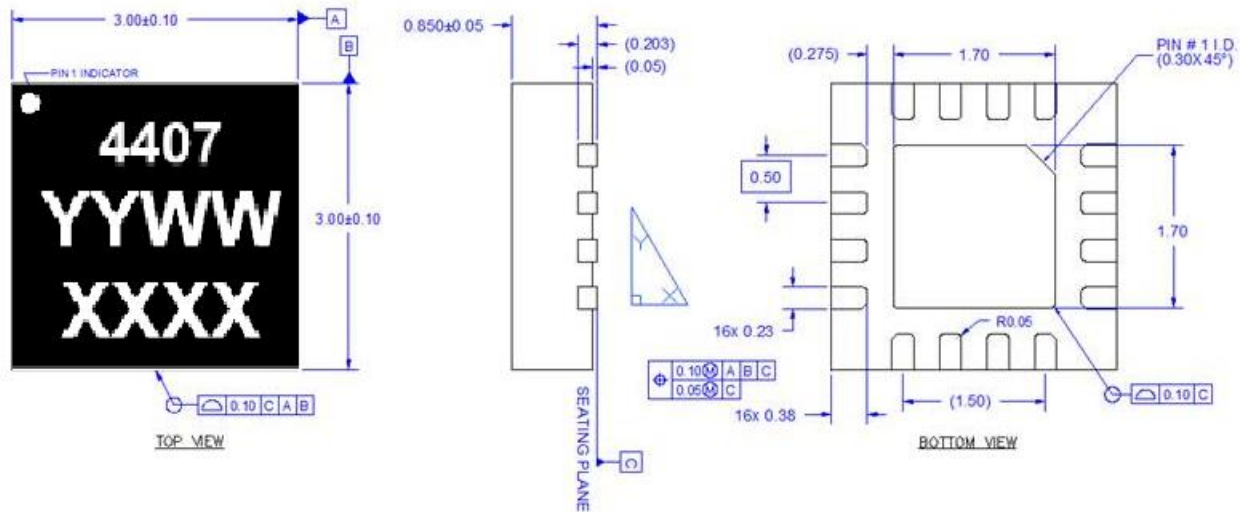 3.00±0.10
A
B
PIN 1 INDICATOR
4407
YYWW
XXXX
3.00±0.10
0.10 C A B
TOP VIEW
0.850±0.05
(0.203)
(0.05)
Y
X
SEATING PLANE
C
(0.275)
1.70
PIN # 1 I.D.
(0.30X45°)
0.50
1.70
16x 0.23
R0.05
0.10 Ⓜ A B C
0.05 Ⓜ C
16x 0.38
(1.50)
0.10 C
BOTTOM VIEW